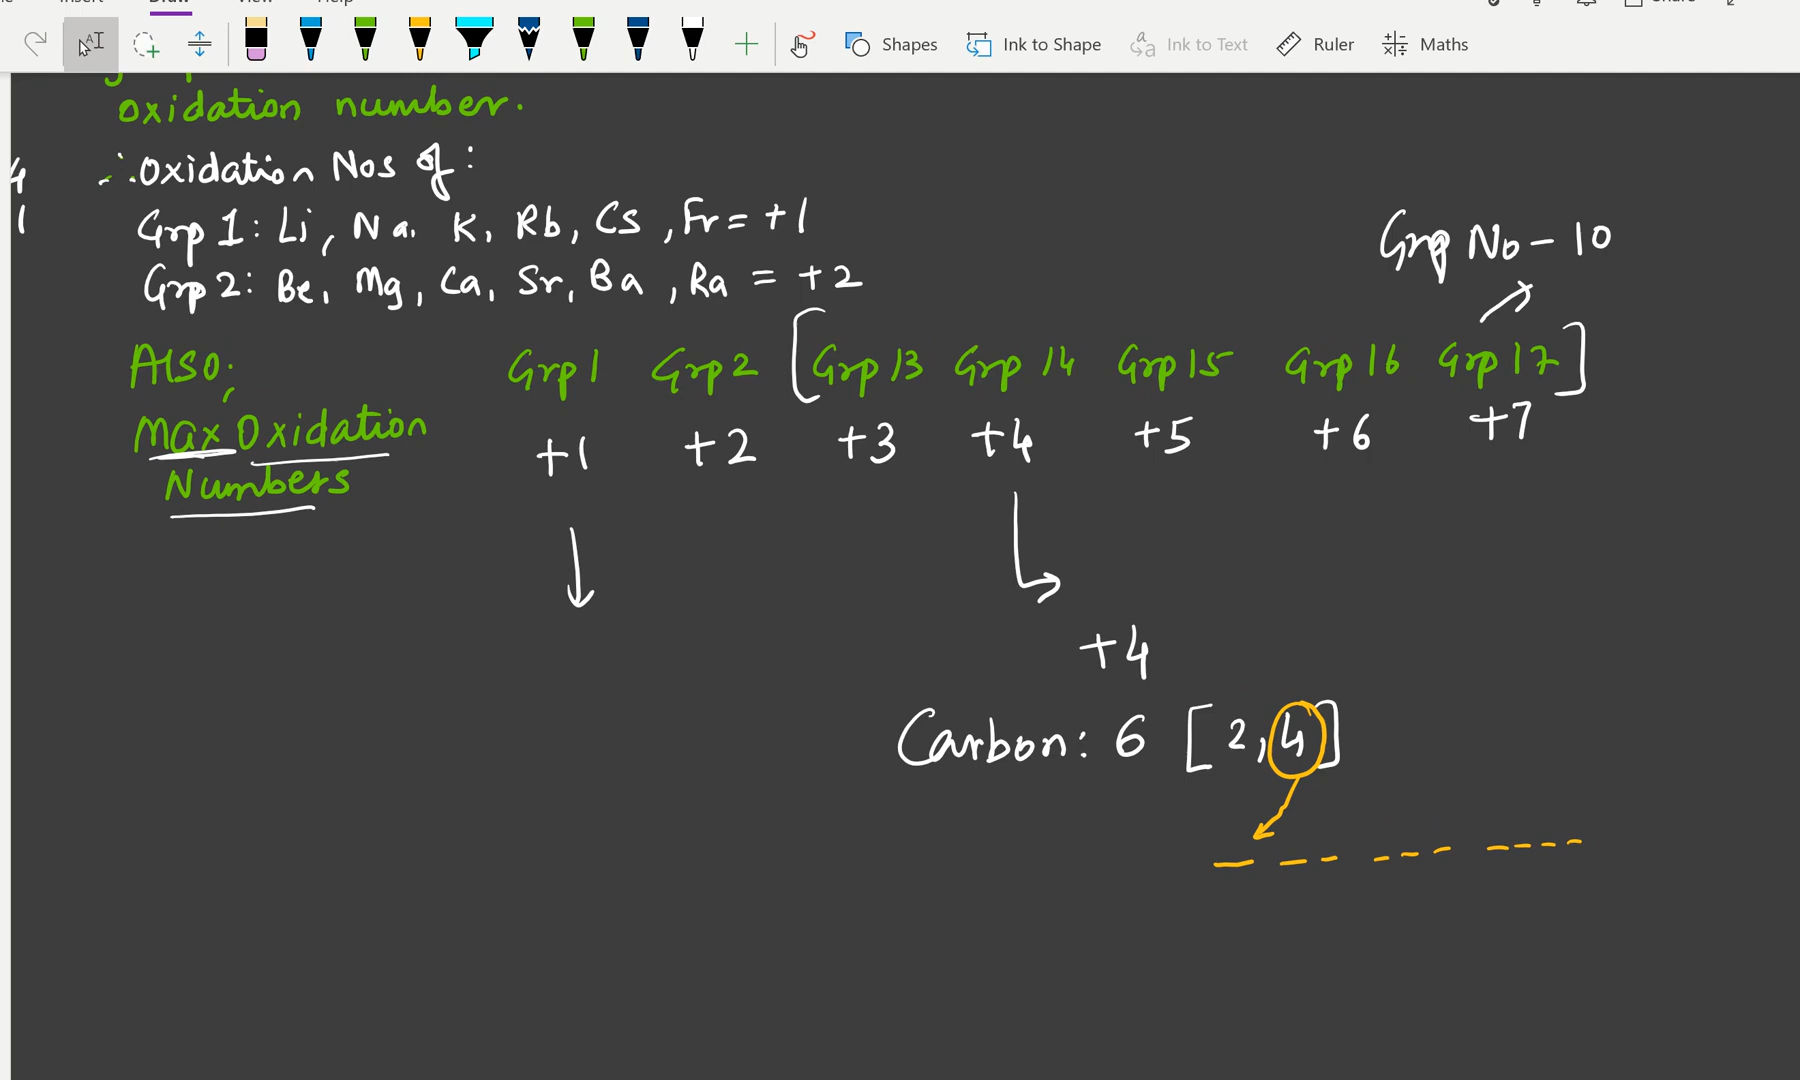 Draw
Shapes Ink to Shape Ink to Text Ruler Maths
oxidation number.
∴ Oxidation Nos of :
4
Grp 1: Li, Na, K, Rb, Cs, Fr = +1
1
Grp No - 10
Grp 2: Be, Mg, Ca, Sr, Ba, Ra = +2
Also; Grp 1 Grp 2 [Grp 13 Grp 14 Grp 15 Grp 16 Grp 17]
Max Oxidation +1 +2 +3 +4 +5 +6 +7
Numbers
+4
Carbon: 6 [2,4]